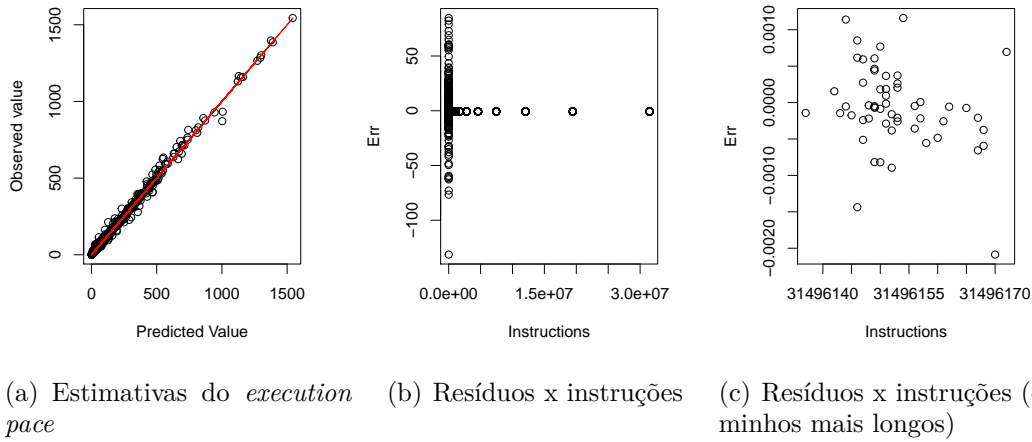 0 500 1000 1500
Observed value
0 500 1000 1500
Predicted Value
(a) Estimativas do execution
pace
−100 −50 0 50
Err
0.0e+00 1.5e+07 3.0e+07
Instructions
(b) Resíduos x instruções
−0.0020 −0.0010 0.0000 0.0010
Err
31496140 31496155 31496170
Instructions
(c) Resíduos x instruções (
minhos mais longos)